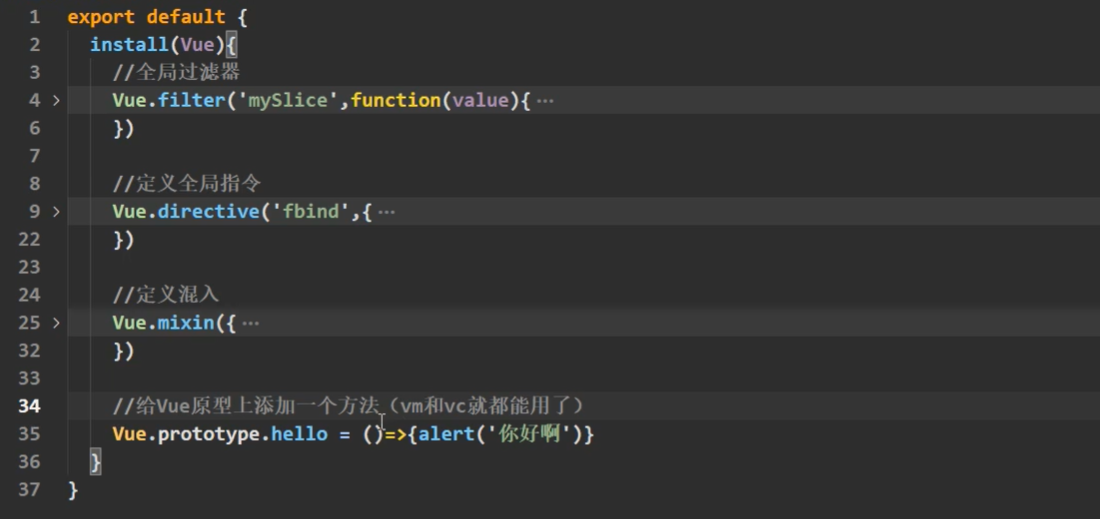 1 export default {
2 install(Vue){
3 //全局过滤器
4 > Vue.filter('mySlice',function(value){ ···
6 })
7
8 //定义全局指令
9 > Vue.directive('fbind',{ ···
22 })
23
24 //定义混入
25 > Vue.mixin({ ···
32 })
33
34 //给Vue原型上添加一个方法（vm和vc就都能用了）
35 Vue.prototype.hello = ()=>{alert('你好啊')}
36 }
37 }